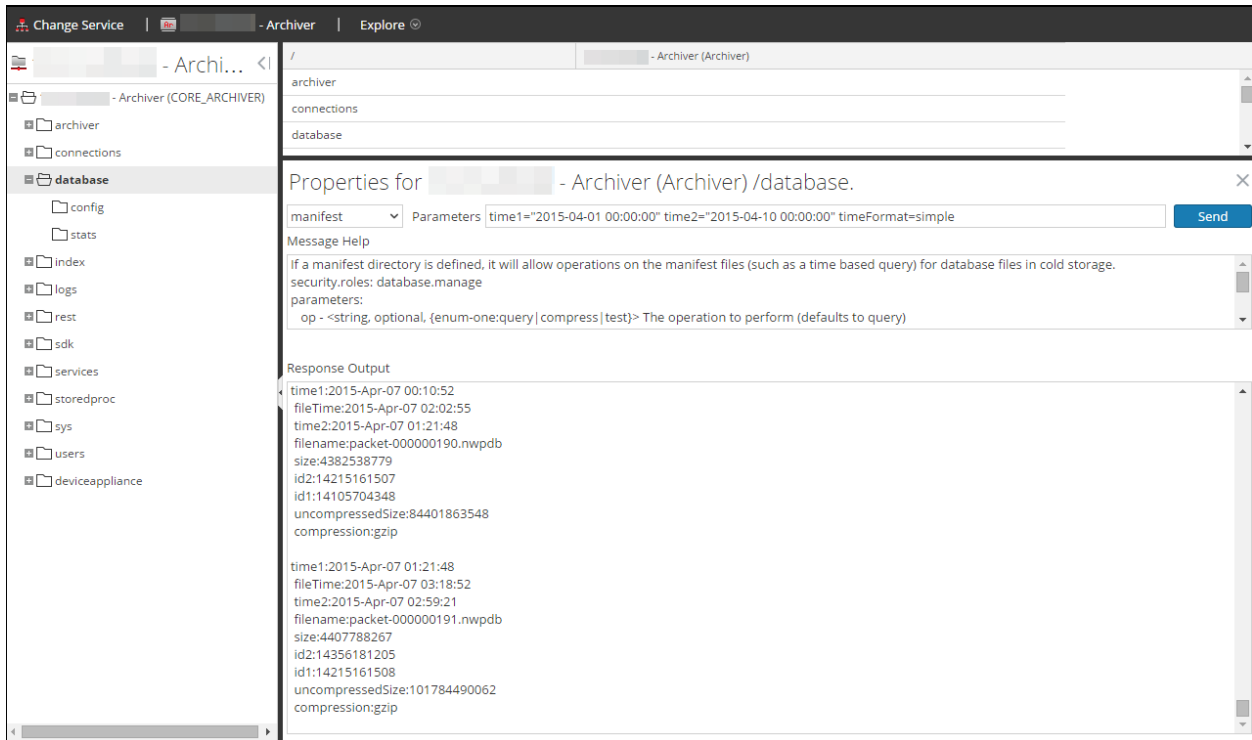 Change Service | - Archiver | Explore
- Archi...
- Archiver (CORE_ARCHIVER)
archiver
connections
database
config
stats
index
logs
rest
sdk
services
storedproc
sys
users
deviceappliance
/ - Archiver (Archiver)
archiver
connections
database
Properties for - Archiver (Archiver) /database.
manifest Parameters time1="2015-04-01 00:00:00" time2="2015-04-10 00:00:00" timeFormat=simple Send
Message Help
If a manifest directory is defined, it will allow operations on the manifest files (such as a time based query) for database files in cold storage.
security.roles: database.manage
parameters:
op - <string, optional, {enum-one:query|compress|test}> The operation to perform (defaults to query)
Response Output
time1:2015-Apr-07 00:10:52
fileTime:2015-Apr-07 02:02:55
time2:2015-Apr-07 01:21:48
filename:packet-000000190.nwpdb
size:4382538779
id2:14215161507
id1:14105704348
uncompressedSize:84401863548
compression:gzip
time1:2015-Apr-07 01:21:48
fileTime:2015-Apr-07 03:18:52
time2:2015-Apr-07 02:59:21
filename:packet-000000191.nwpdb
size:4407788267
id2:14356181205
id1:14215161508
uncompressedSize:101784490062
compression:gzip